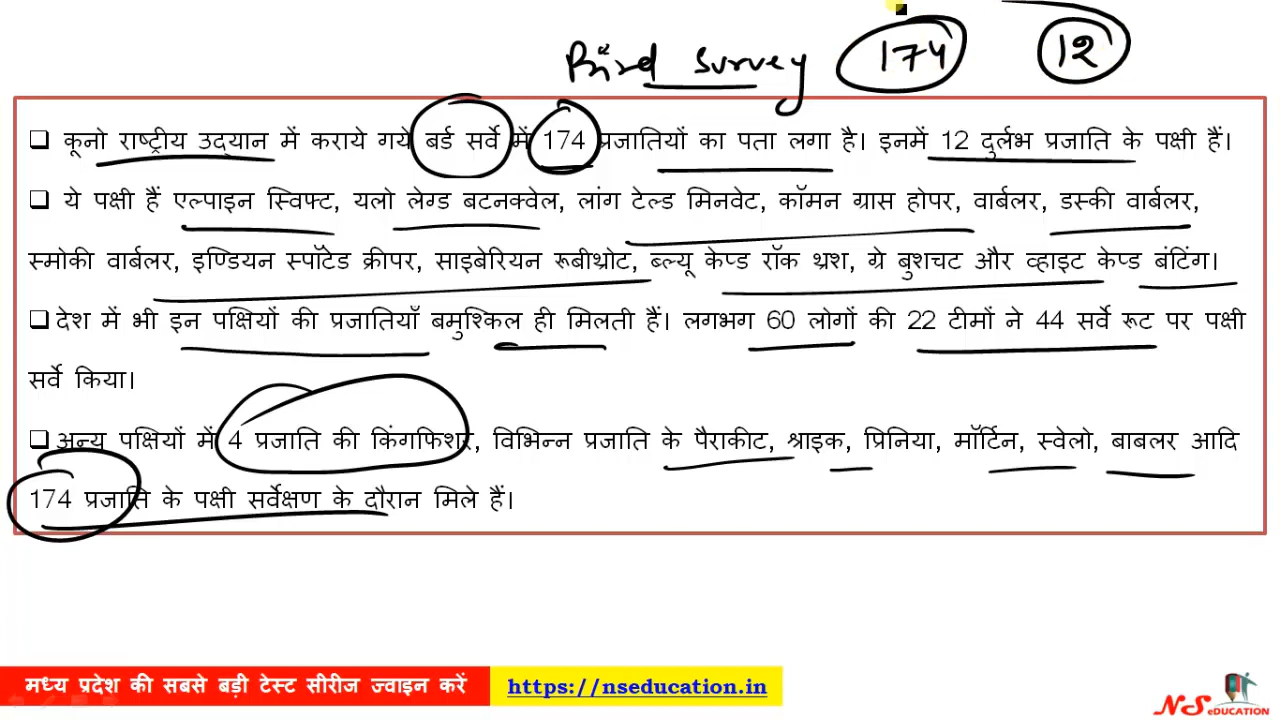 Bird Survey 174 12
❑ कूनो राष्ट्रीय उद्यान में कराये गये बर्ड सर्वे में 174 प्रजातियों का पता लगा है। इनमें 12 दुर्लभ प्रजाति के पक्षी हैं।
❑ ये पक्षी हैं एल्पाइन स्विफ्ट, यलो लेग्ड बटनक्वेल, लांग टेल्ड मिनवेट, कॉमन ग्रास होपर, वार्बलर, डस्की वार्बलर,
स्मोकी वार्बलर, इण्डियन स्पॉटेड क्रीपर, साइबेरियन रूबीथ्रोट, ब्ल्यू केप्ड रॉक थ्रश, ग्रे बुशचट और व्हाइट केप्ड बंटिंग।
❑ देश में भी इन पक्षियों की प्रजातियाँ बमुश्किल ही मिलती हैं। लगभग 60 लोगों की 22 टीमों ने 44 सर्वे रूट पर पक्षी
सर्वे किया।
❑ अन्य पक्षियों में 4 प्रजाति की किंगफिशर, विभिन्न प्रजाति के पैराकीट, श्राइक, प्रिनिया, मॉर्टिन, स्वेलो, बाबलर आदि
174 प्रजाति के पक्षी सर्वेक्षण के दौरान मिले हैं।
मध्य प्रदेश की सबसे बड़ी टेस्ट सीरीज ज्वाइन करें https://nseducation.in
NS EDUCATION